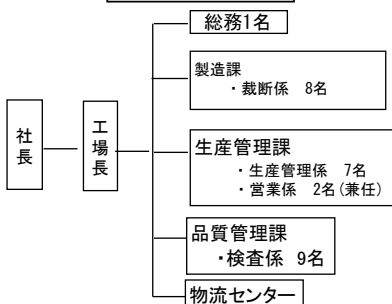 総務1名
製造課
・裁断係 8名
社長
工場長
生産管理課
・生産管理係 7名
・営業係 2名(兼任)
品質管理課
・検査係 9名
物流センター